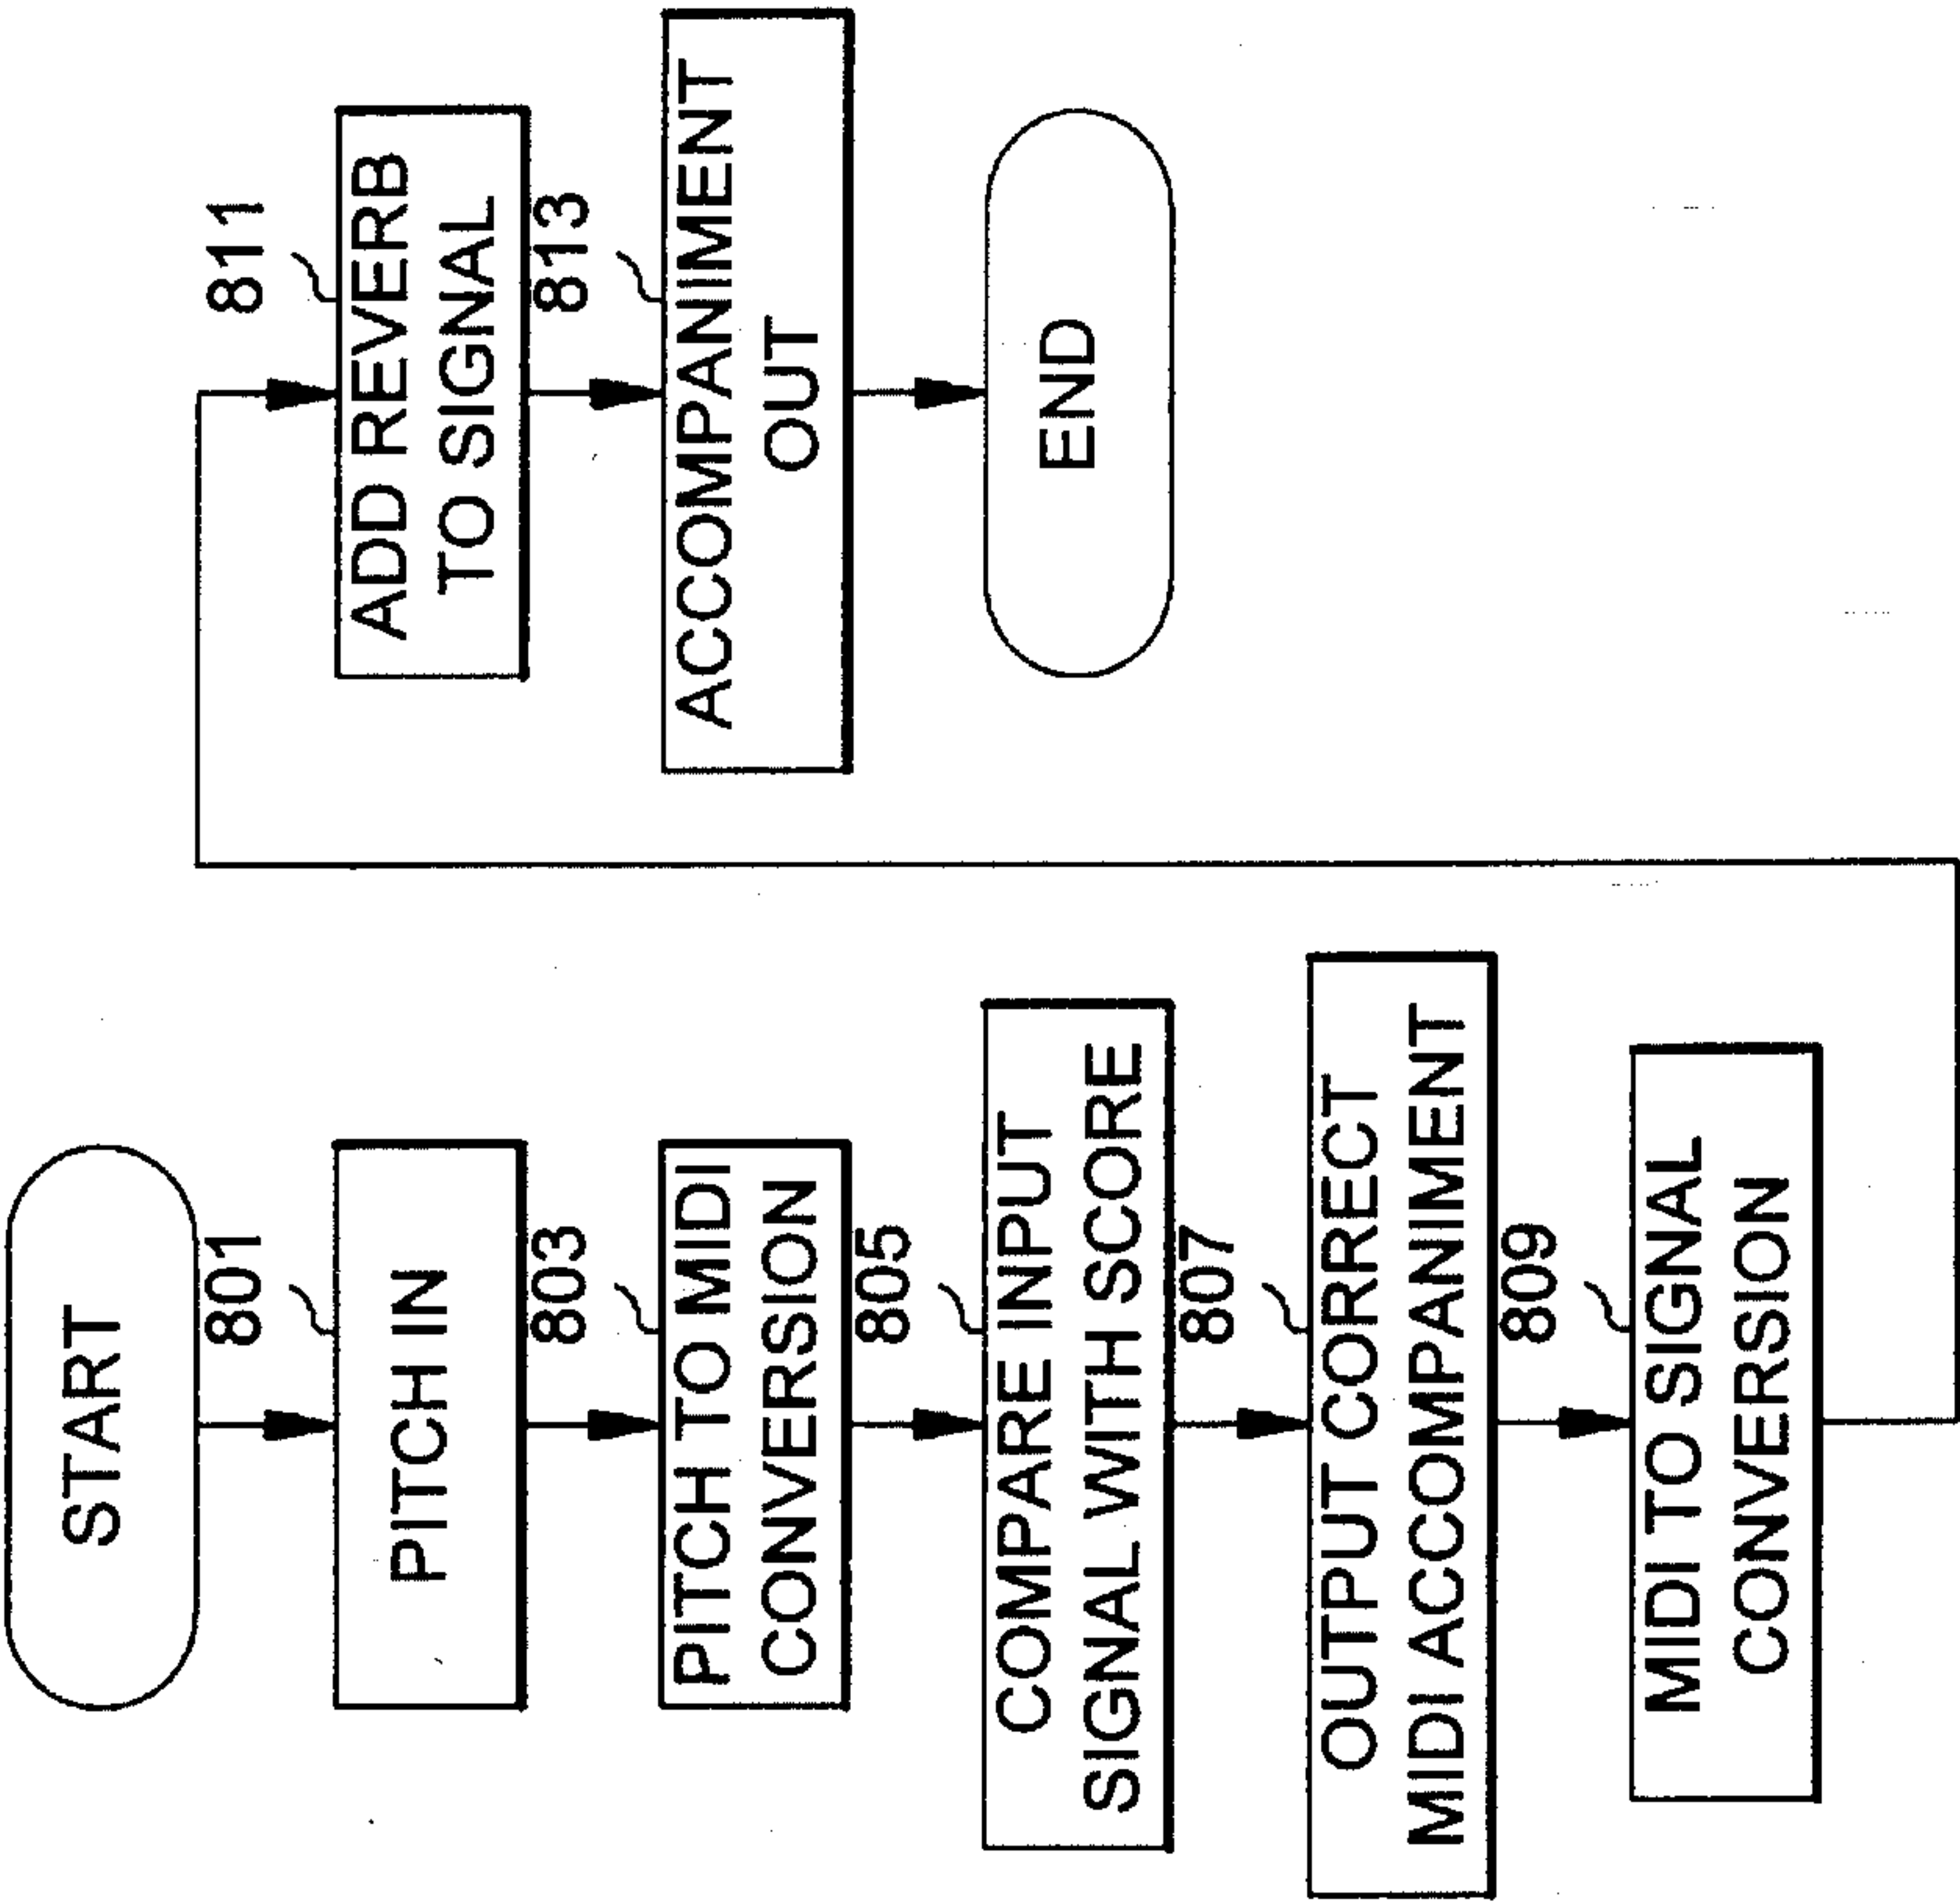 START
801
PITCH IN
803
PITCH TO MIDI
CONVERSION
805
COMPARE INPUT
SIGNAL WITH SCORE
807
OUTPUT CORRECT
MIDI ACCOMPANIMENT
809
MIDI TO SIGNAL
CONVERSION
811
ADD REVERB
TO SIGNAL
813
ACCOMPANIMENT
OUT
END